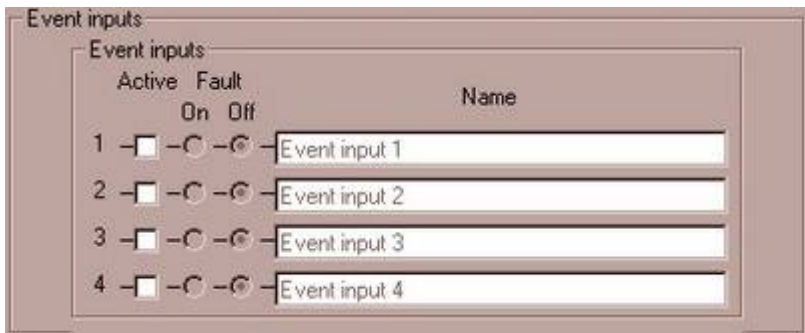 Event inputs
Event inputs
Active Fault
Name
On Off
1 Event input 1
2 Event input 2
3 Event input 3
4 Event input 4